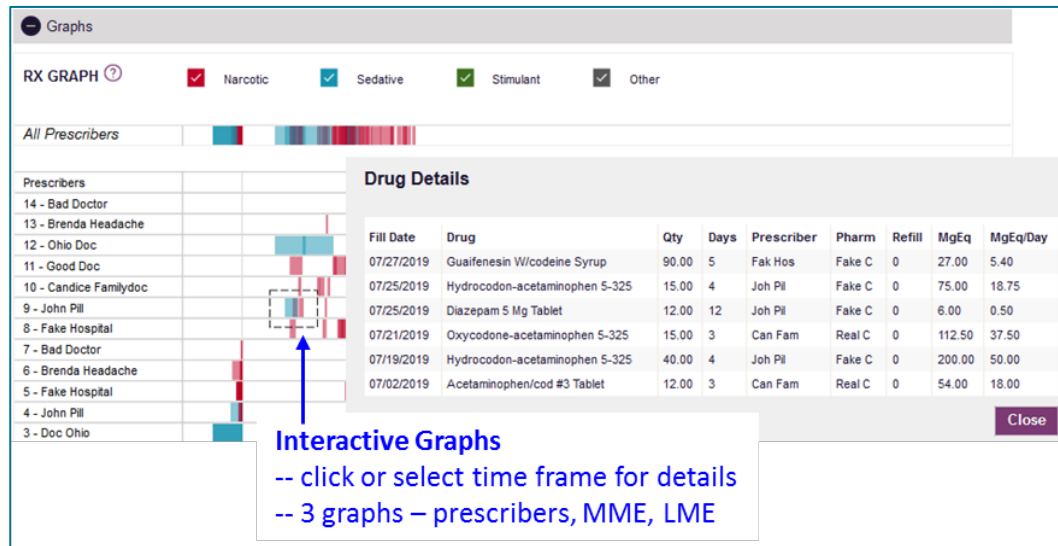 Graphs
RX GRAPH ?
Narcotic Sedative Stimulant Other
All Prescribers
Prescribers
14 - Bad Doctor
13 - Brenda Headache
12 - Ohio Doc
11 - Good Doc
10 - Candice Familydoc
9 - John Pill
8 - Fake Hospital
7 - Bad Doctor
6 - Brenda Headache
5 - Fake Hospital
4 - John Pill
3 - Doc Ohio
Drug Details
Fill Date Drug Qty Days Prescriber Pharm Refill MgEq MgEq/Day
07/27/2019 Guaifenesin W/codeine Syrup 90.00 5 Fak Hos Fake C 0 27.00 5.40
07/25/2019 Hydrocodon-acetaminophen 5-325 15.00 4 Joh Pil Fake C 0 75.00 18.75
07/25/2019 Diazepam 5 Mg Tablet 12.00 12 Joh Pil Fake C 0 6.00 0.50
07/21/2019 Oxycodone-acetaminophen 5-325 15.00 3 Can Fam Real C 0 112.50 37.50
07/19/2019 Hydrocodon-acetaminophen 5-325 40.00 4 Joh Pil Fake C 0 200.00 50.00
07/02/2019 Acetaminophen/cod #3 Tablet 12.00 3 Can Fam Real C 0 54.00 18.00
Close
Interactive Graphs
-- click or select time frame for details
-- 3 graphs – prescribers, MME, LME